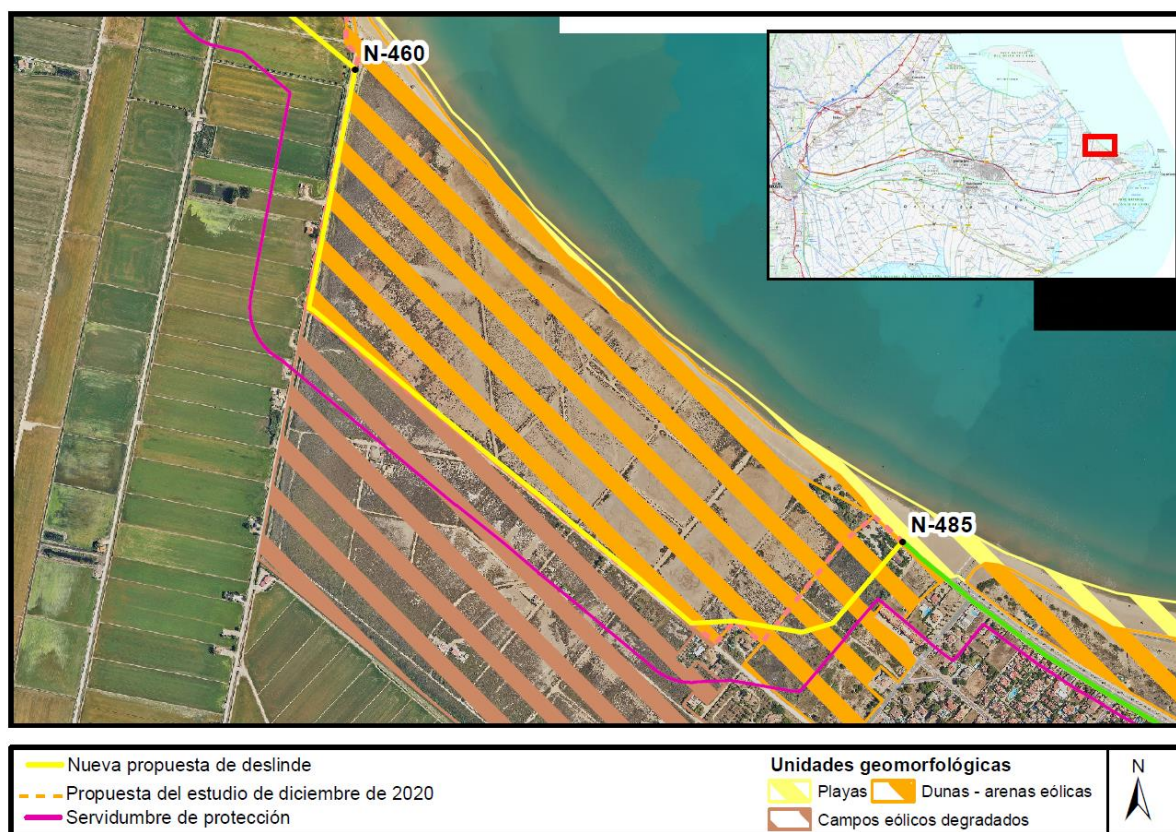 N-460
N-485
Nueva propuesta de deslinde
Propuesta del estudio de diciembre de 2020
Servidumbre de protección
Unidades geomorfológicas
Playas
Dunas - arenas eólicas
Campos eólicos degradados
N